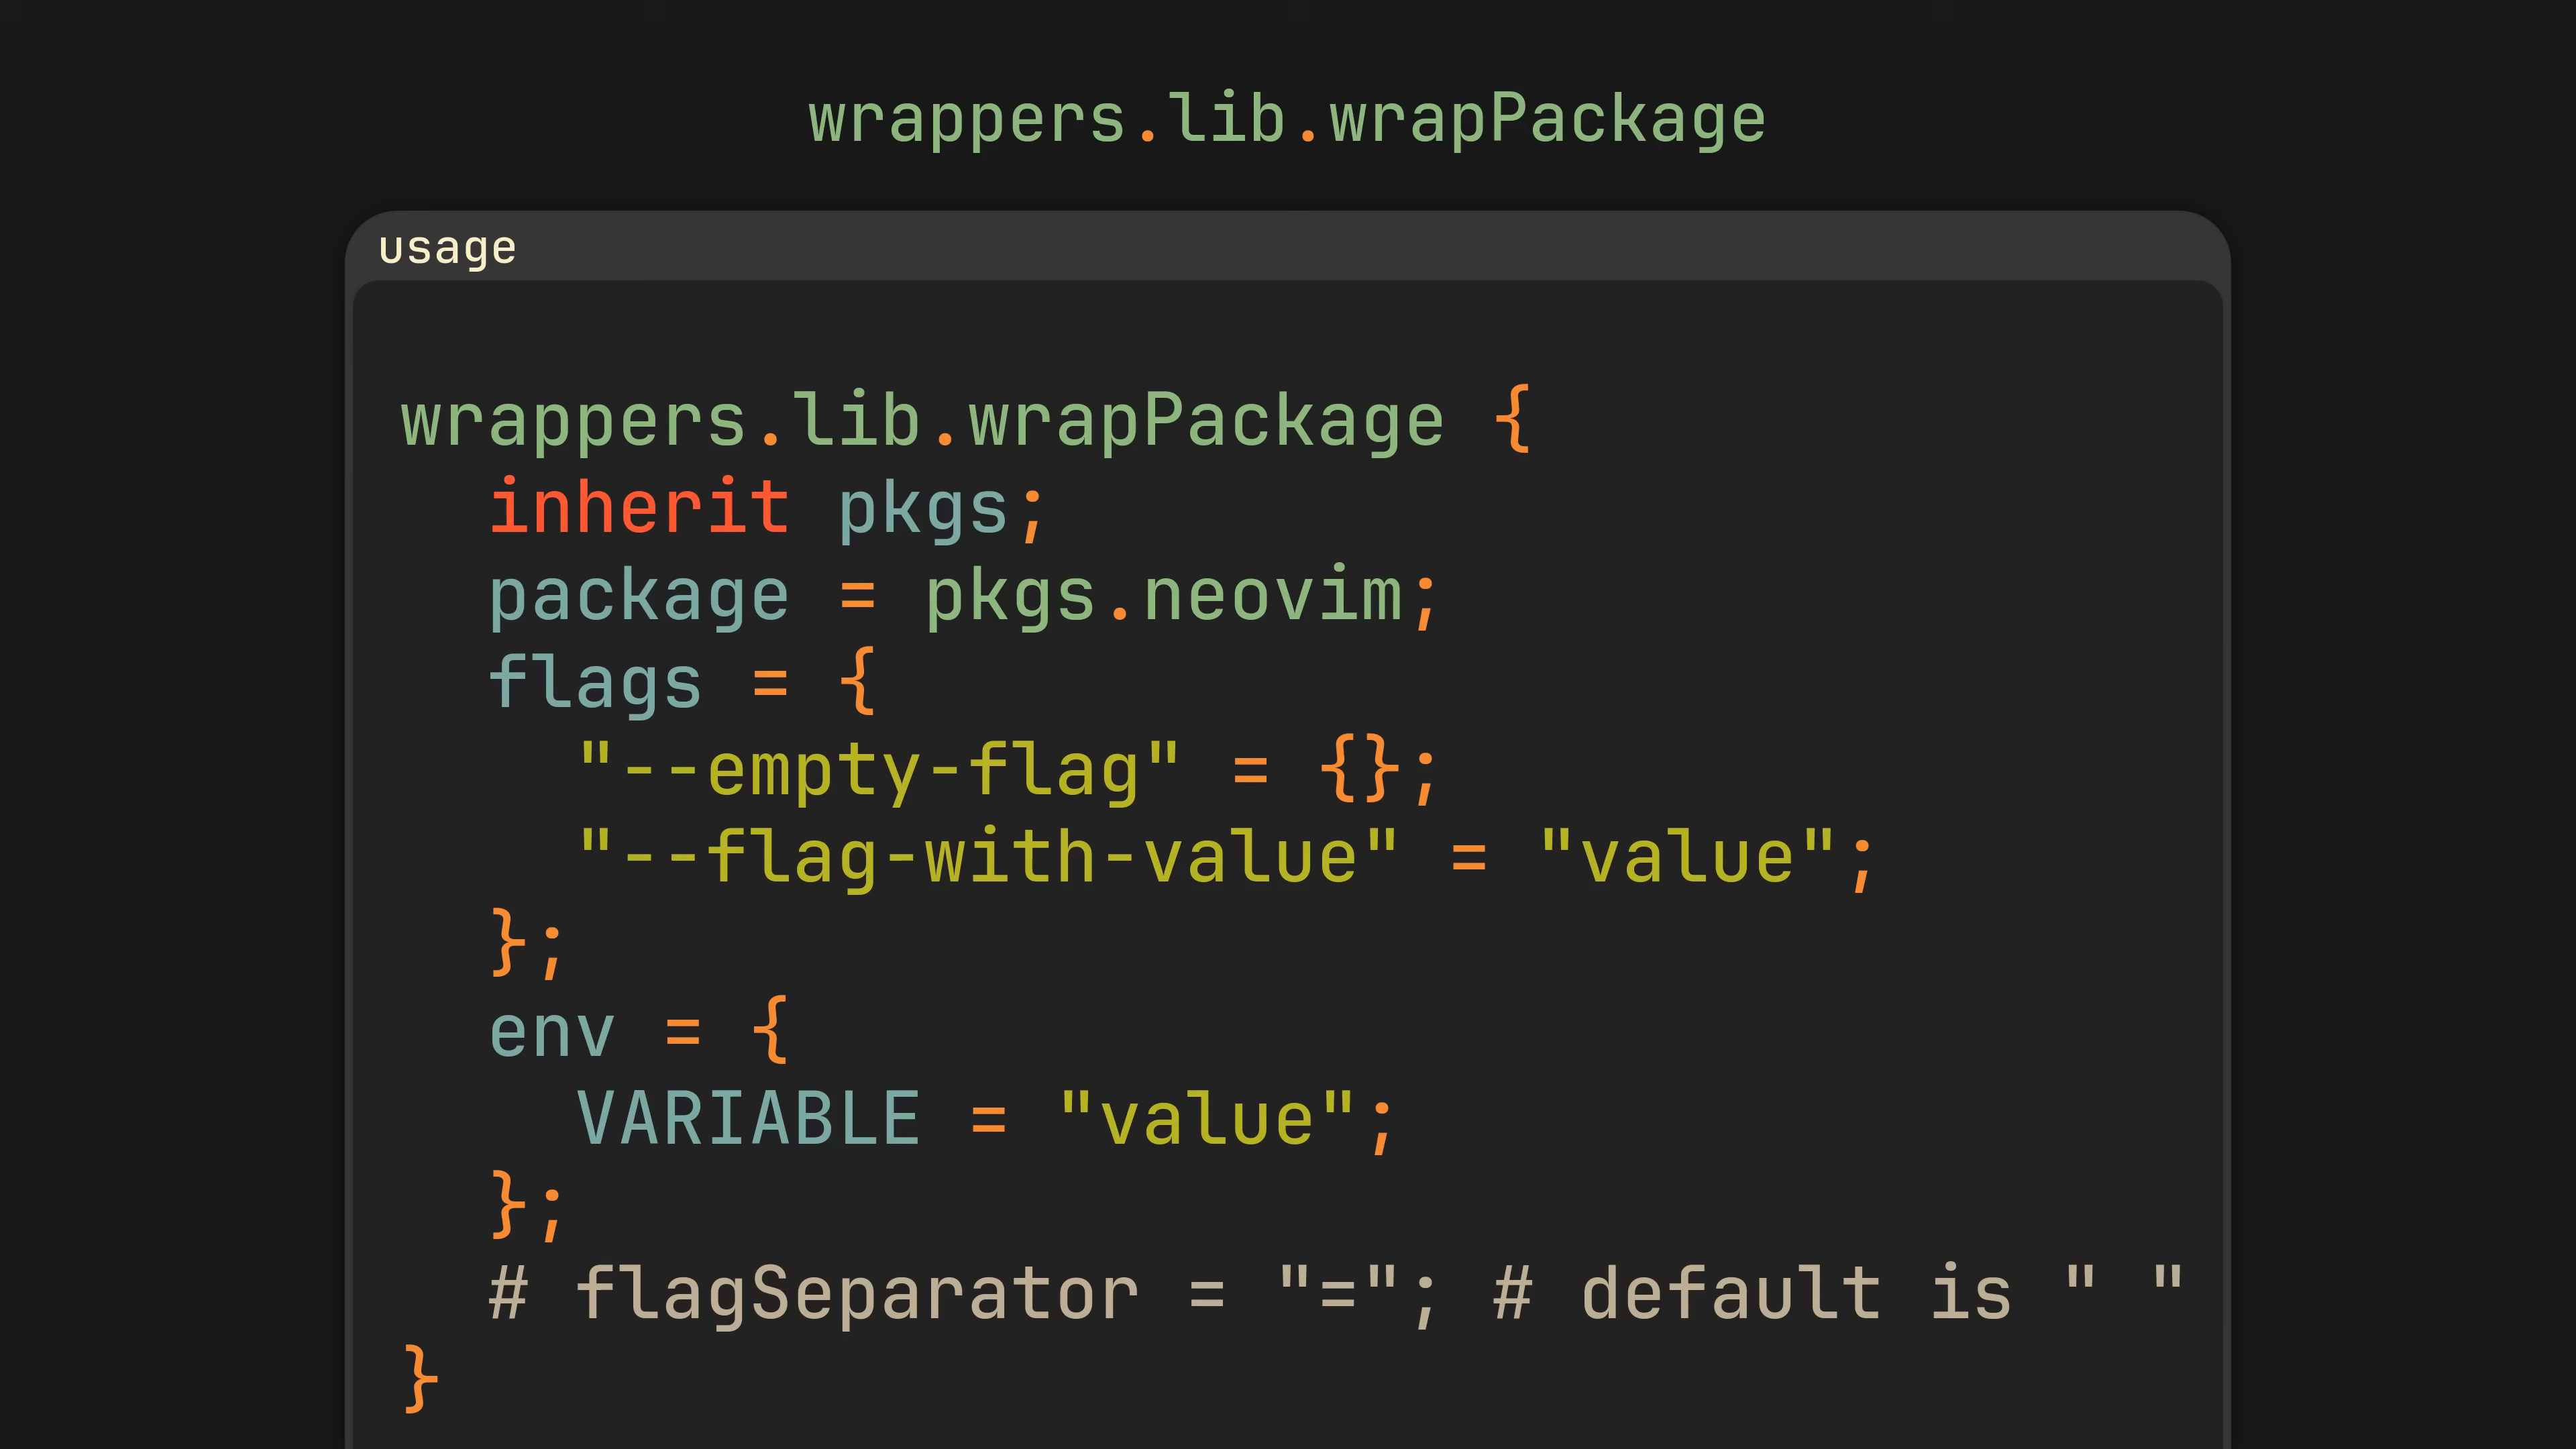 wrappers.lib.wrapPackage
usage
wrappers.lib.wrapPackage {
  inherit pkgs;
  package = pkgs.neovim;
  flags = {
    "--empty-flag" = {};
    "--flag-with-value" = "value";
  };
  env = {
    VARIABLE = "value";
  };
  # flagSeparator = "="; # default is " "
}